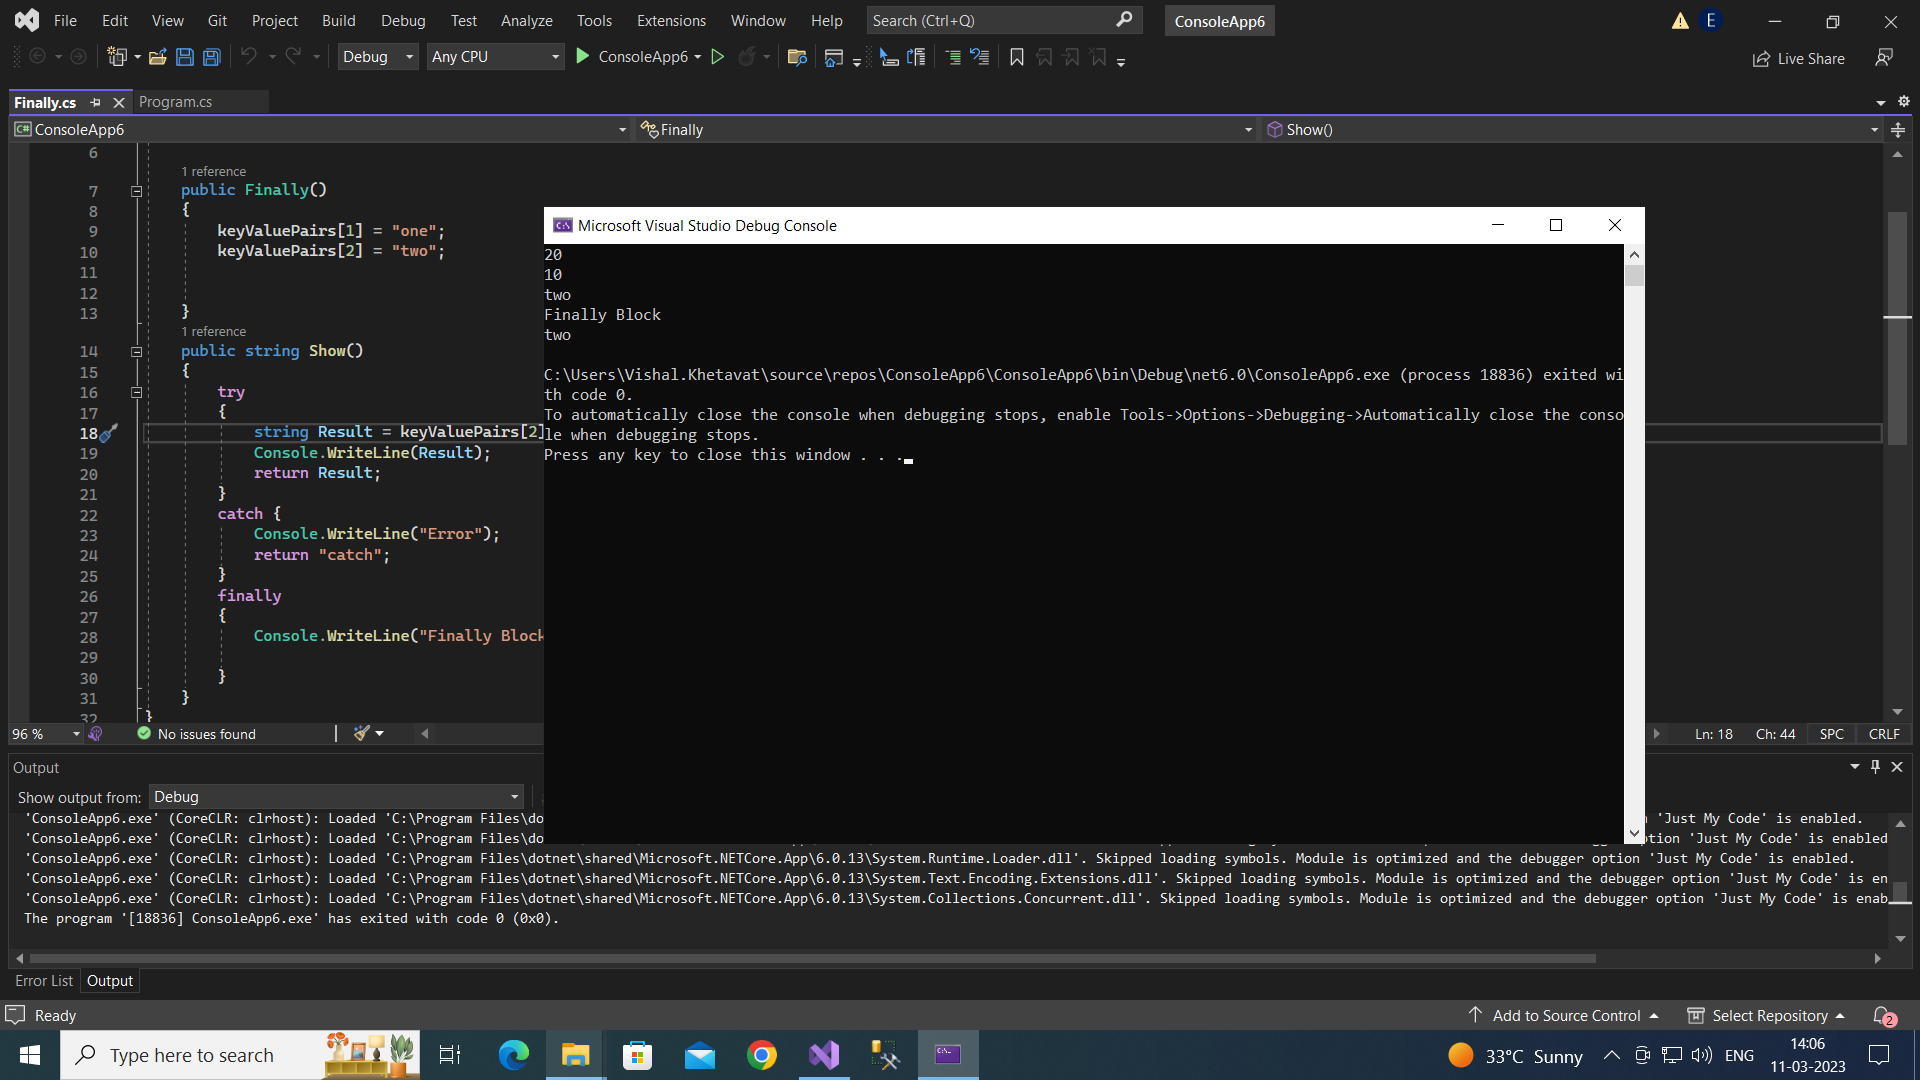 File Edit View Git Project Build Debug Test Analyze Tools Extensions Window Help Search (Ctrl+Q) ConsoleApp6 E
Debug Any CPU ConsoleApp6 Live Share
Finally.cs Program.cs
ConsoleApp6 Finally Show()
6
1 reference
7 public Finally()
8 {
9 keyValuePairs[1] = "one";
10 keyValuePairs[2] = "two";
11
12
13 }
1 reference
14 public string Show()
15 {
16 try
17 {
18 string Result = keyValuePairs[2]
19 Console.WriteLine(Result);
20 return Result;
21 }
22 catch {
23 Console.WriteLine("Error");
24 return "catch";
25 }
26 finally
27 {
28 Console.WriteLine("Finally Block
29
30 }
31 }
32 }
Microsoft Visual Studio Debug Console
20
10
two
Finally Block
two
C:\Users\Vishal.Khetavat\source\repos\ConsoleApp6\ConsoleApp6\bin\Debug\net6.0\ConsoleApp6.exe (process 18836) exited wi
th code 0.
To automatically close the console when debugging stops, enable Tools->Options->Debugging->Automatically close the conso
le when debugging stops.
Press any key to close this window . . .
96 % No issues found Ln: 18 Ch: 44 SPC CRLF
Output
Show output from: Debug
'ConsoleApp6.exe' (CoreCLR: clrhost): Loaded 'C:\Program Files\do 'Just My Code' is enabled.
'ConsoleApp6.exe' (CoreCLR: clrhost): Loaded 'C:\Program Files\do option 'Just My Code' is enabled
'ConsoleApp6.exe' (CoreCLR: clrhost): Loaded 'C:\Program Files\dotnet\shared\Microsoft.NETCore.App\6.0.13\System.Runtime.Loader.dll'. Skipped loading symbols. Module is optimized and the debugger option 'Just My Code' is enabled.
'ConsoleApp6.exe' (CoreCLR: clrhost): Loaded 'C:\Program Files\dotnet\shared\Microsoft.NETCore.App\6.0.13\System.Text.Encoding.Extensions.dll'. Skipped loading symbols. Module is optimized and the debugger option 'Just My Code' is en
'ConsoleApp6.exe' (CoreCLR: clrhost): Loaded 'C:\Program Files\dotnet\shared\Microsoft.NETCore.App\6.0.13\System.Collections.Concurrent.dll'. Skipped loading symbols. Module is optimized and the debugger option 'Just My Code' is enab
The program '[18836] ConsoleApp6.exe' has exited with code 0 (0x0).
Error List Output
Ready Add to Source Control Select Repository 2
Type here to search 33°C Sunny ENG 14:06
11-03-2023